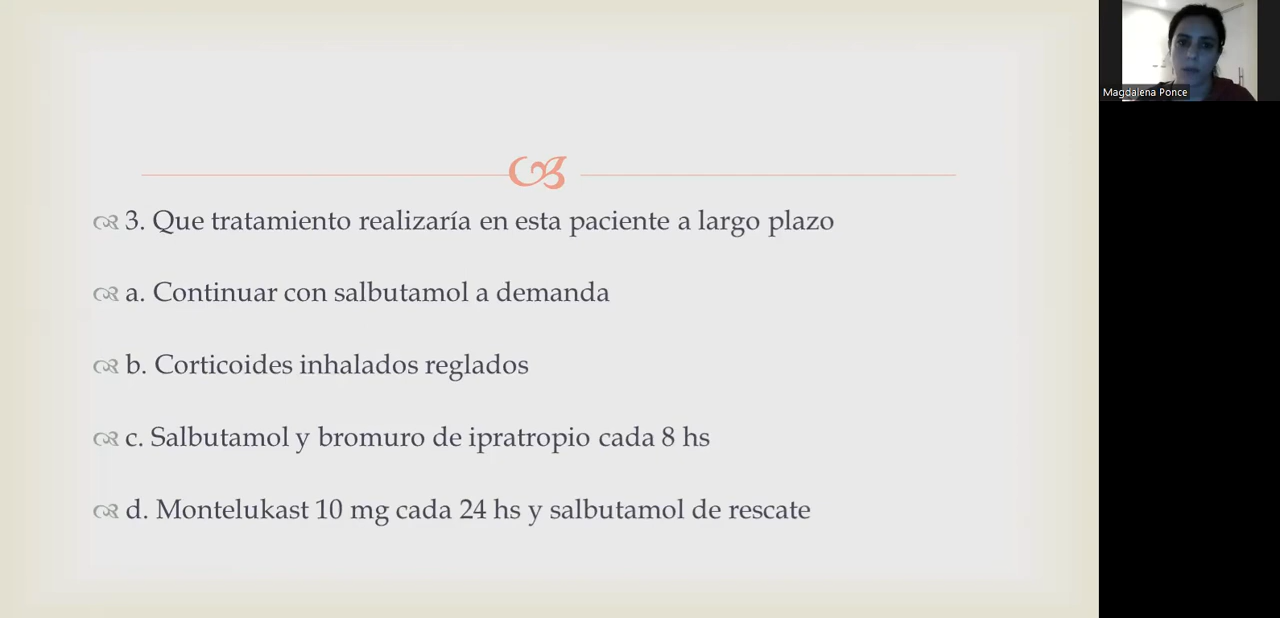 Magdalena Ponce
3. Que tratamiento realizaría en esta paciente a largo plazo
a. Continuar con salbutamol a demanda
b. Corticoides inhalados reglados
c. Salbutamol y bromuro de ipratropio cada 8 hs
d. Montelukast 10 mg cada 24 hs y salbutamol de rescate